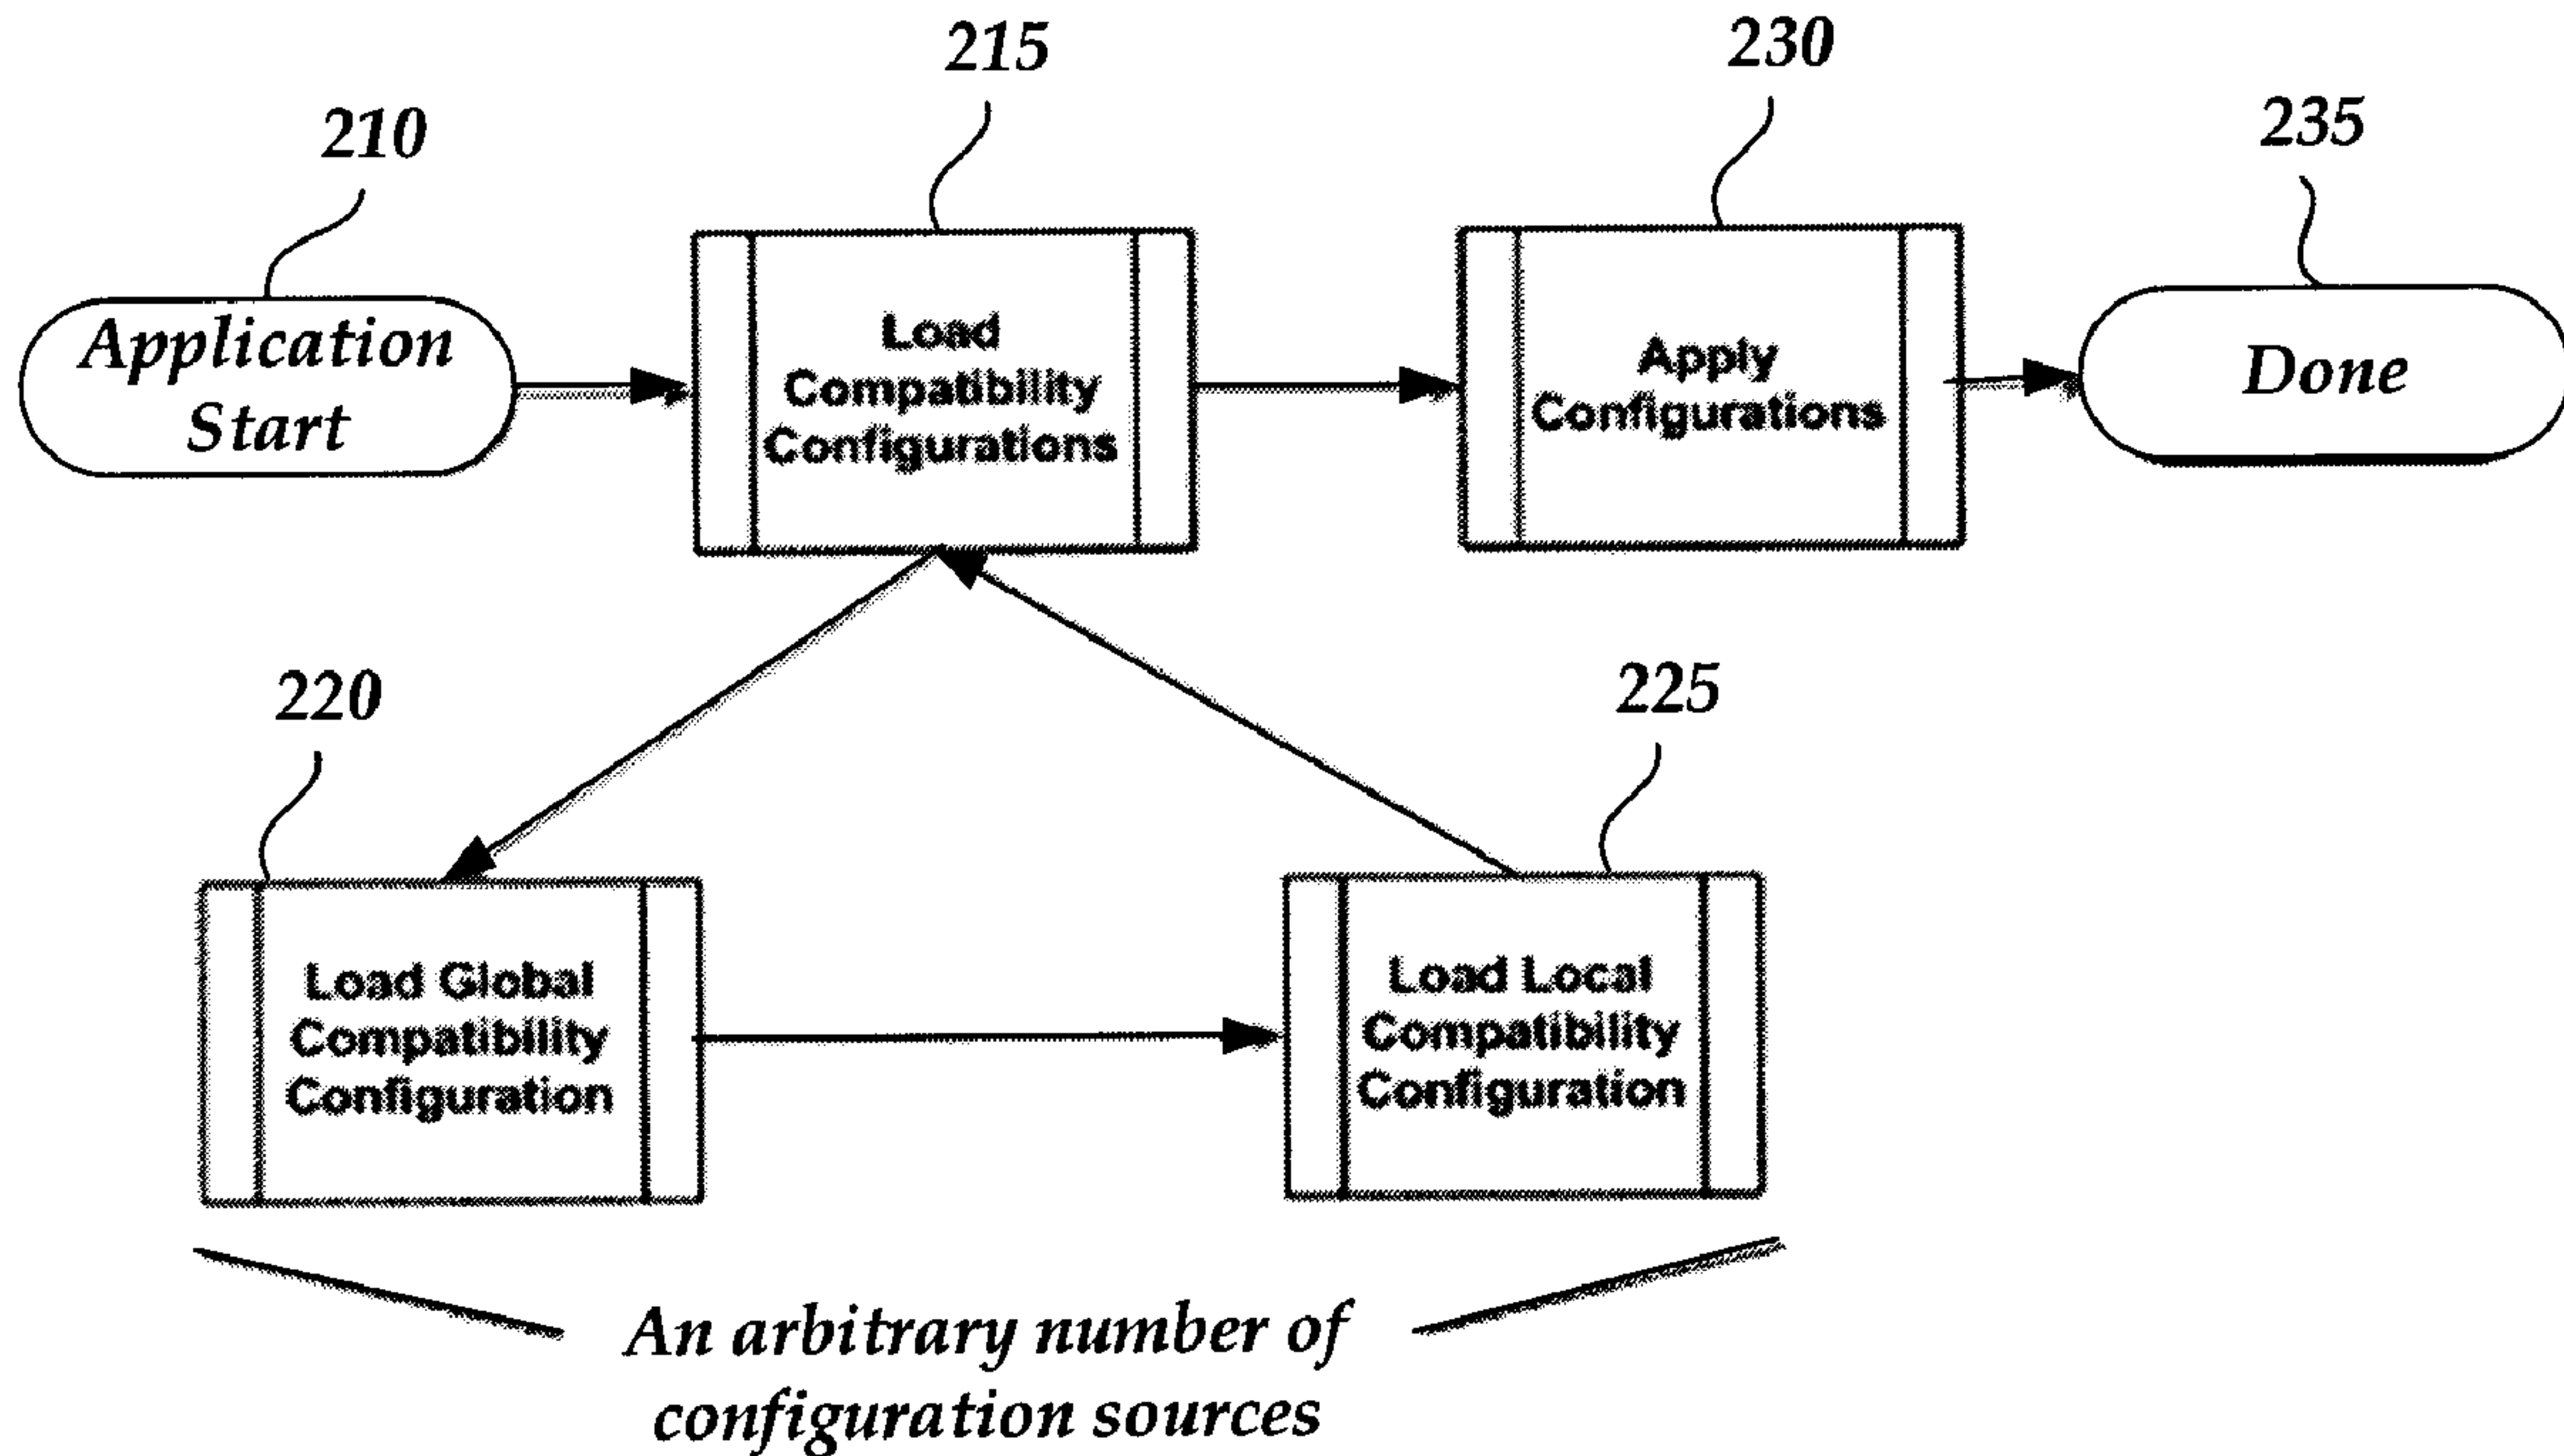 215
230
210
235
Application
Start
Load
Compatibility
Configurations
Apply
Configurations
Done
220
225
Load Global
Compatibility
Configuration
Load Local
Compatibility
Configuration
An arbitrary number of
configuration sources